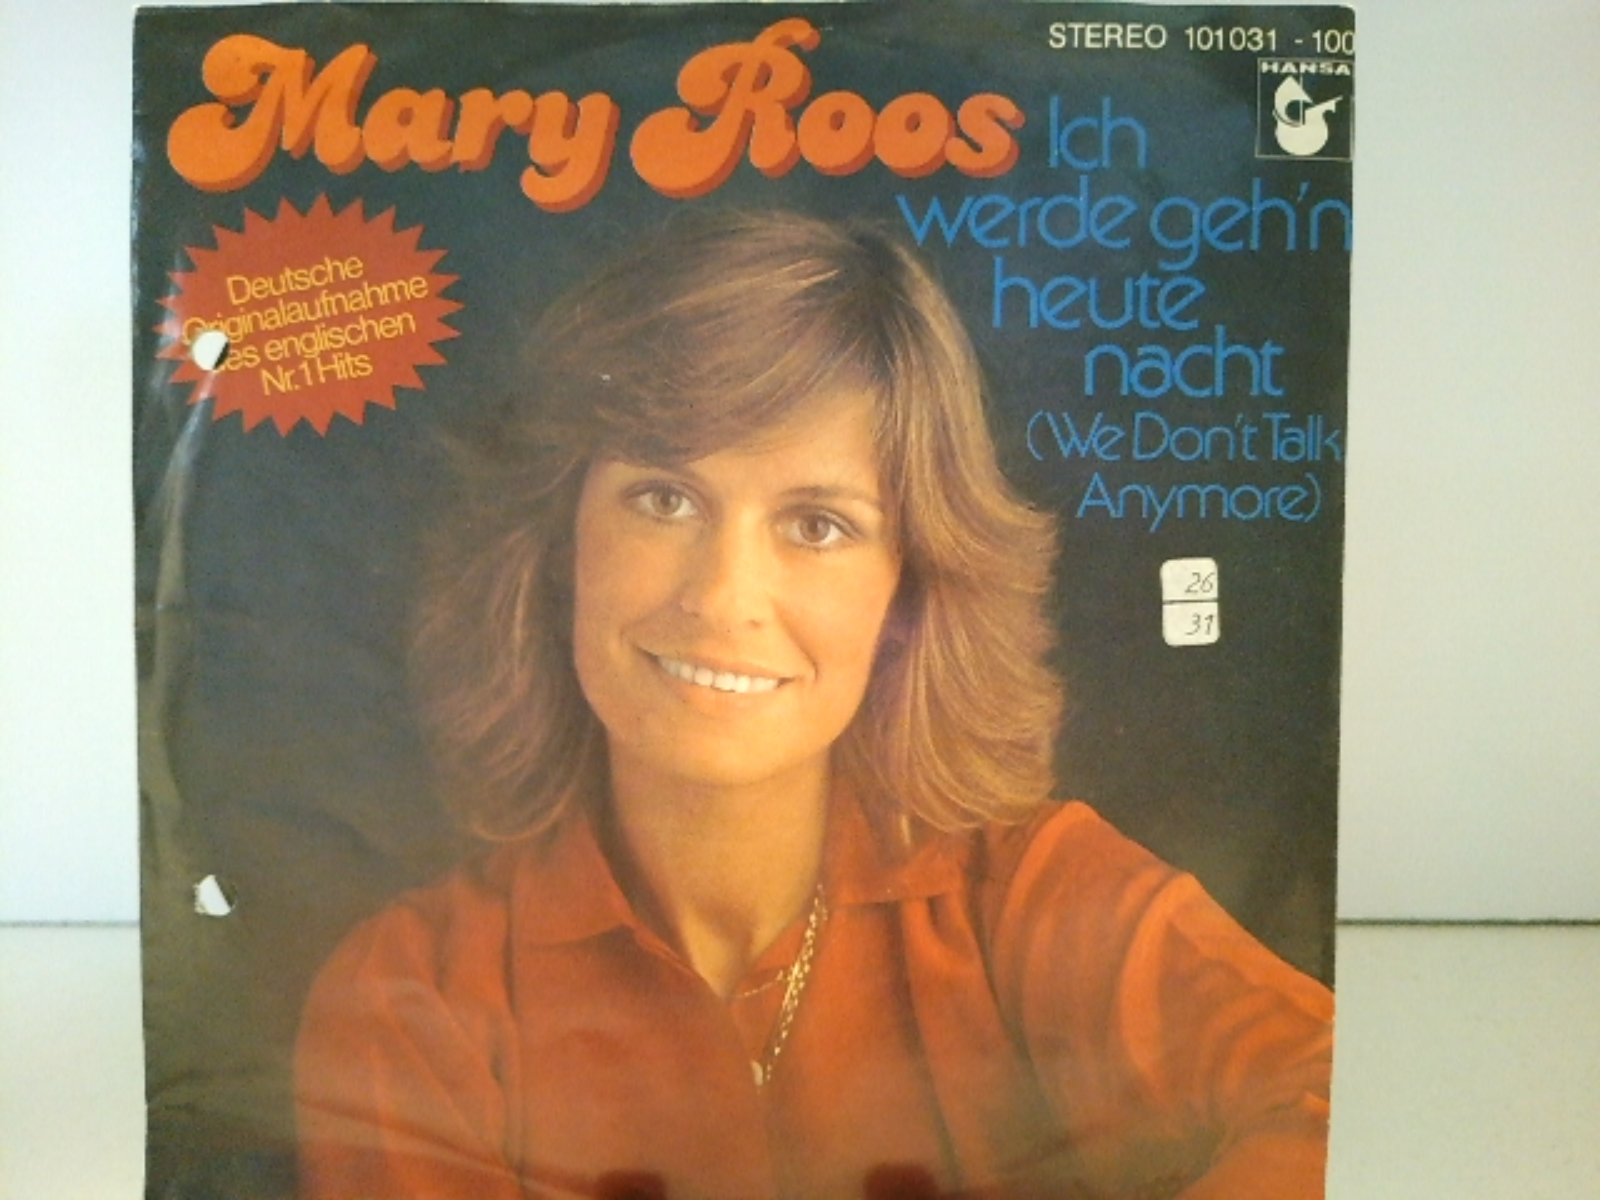 STEREO 101031 - 100
HANSA
Mary Roos
Ich
werde geh'n
heute
nacht
(We Don't Talk
Anymore)
Deutsche
Originalaufnahme
des englischen
Nr.1 Hits
26
31